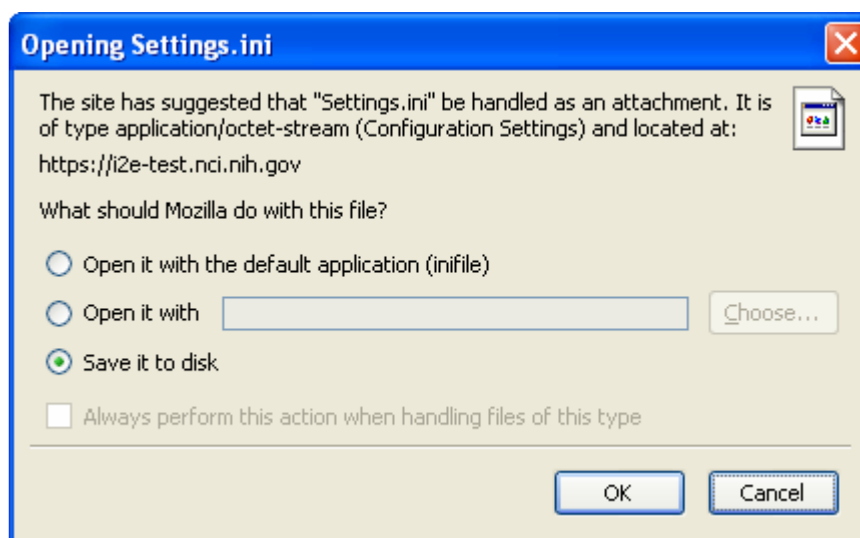 Opening Settings.ini
The site has suggested that "Settings.ini" be handled as an attachment. It is
of type application/octet-stream (Configuration Settings) and located at:
https://i2e-test.nci.nih.gov
What should Mozilla do with this file?
Open it with the default application (inifile)
Open it with Choose...
Save it to disk
Always perform this action when handling files of this type
OK Cancel